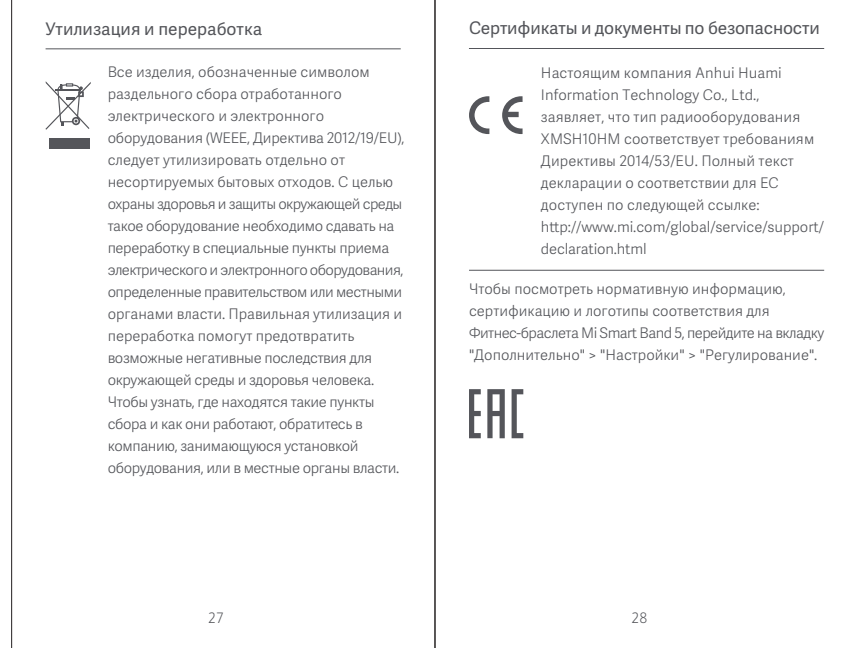 Утилизация и переработка
Все изделия, обозначенные символом
раздельного сбора отработанного
электрического и электронного
оборудования (WEEE, Директива 2012/19/EU),
следует утилизировать отдельно от
несортируемых бытовых отходов. С целью
охраны здоровья и защиты окружающей среды
такое оборудование необходимо сдавать на
переработку в специальные пункты приема
электрического и электронного оборудования,
определенные правительством или местными
органами власти. Правильная утилизация и
переработка помогут предотвратить
возможные негативные последствия для
окружающей среды и здоровья человека.
Чтобы узнать, где находятся такие пункты
сбора и как они работают, обратитесь в
компанию, занимающуюся установкой
оборудования, или в местные органы власти.
27
Сертификаты и документы по безопасности
CE
Настоящим компания Anhui Huami
Information Technology Co., Ltd.,
заявляет, что тип радиооборудования
XMSH10HM соответствует требованиям
Директивы 2014/53/EU. Полный текст
декларации о соответствии для ЕС
доступен по следующей ссылке:
http://www.mi.com/global/service/support/
declaration.html
Чтобы посмотреть нормативную информацию,
сертификацию и логотипы соответствия для
Фитнес-браслета Mi Smart Band 5, перейдите на вкладку
"Дополнительно" > "Настройки" > "Регулирование".
EAC
28